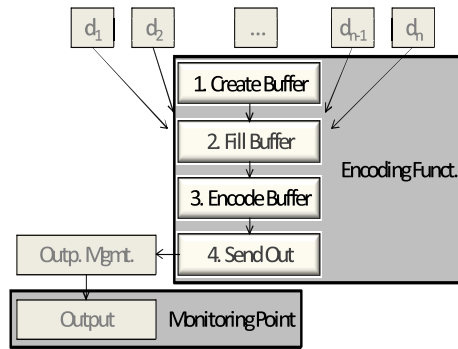 d1 d2 ... dn-1 dn
1. Create Buffer
2. Fill Buffer
Encoding Funct.
3. Encode Buffer
Outp. Mgmt.
4. Send Out
Output
Monitoring Point